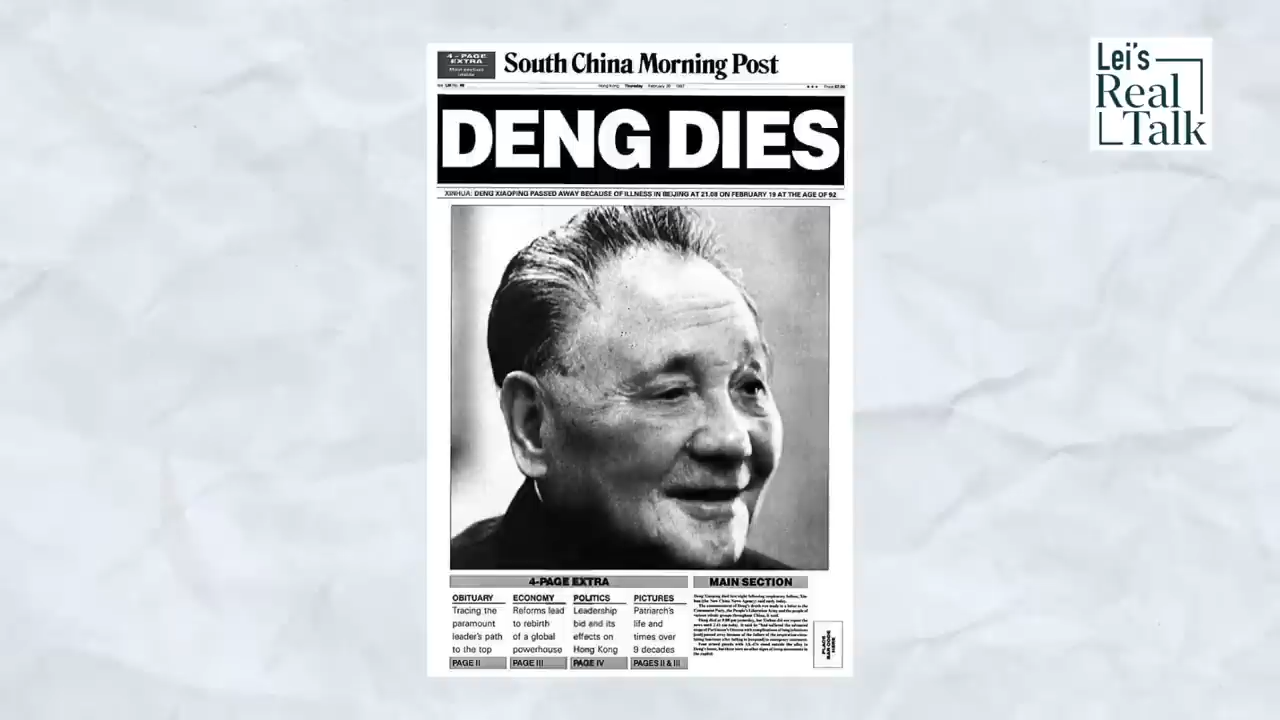 4-PAGE
EXTRA
South China Morning Post
Hong Kong Thursday February 20 1997
DENG DIES
XINHUA: DENG XIAOPING PASSED AWAY BECAUSE OF ILLNESS IN BEIJING AT 21.08 ON FEBRUARY 19 AT THE AGE OF 92
4-PAGE EXTRA
OBITUARY
Tracing the
paramount
leader's path
to the top
PAGE II
ECONOMY
Reforms lead
to rebirth
of a global
powerhouse
PAGE III
POLITICS
Leadership
bid and its
effects on
Hong Kong
PAGE IV
PICTURES
Patriarch's
life and
times over
9 decades
PAGES II & III
MAIN SECTION
PLACE
BAR CODE
HERE
Lei's
Real
Talk